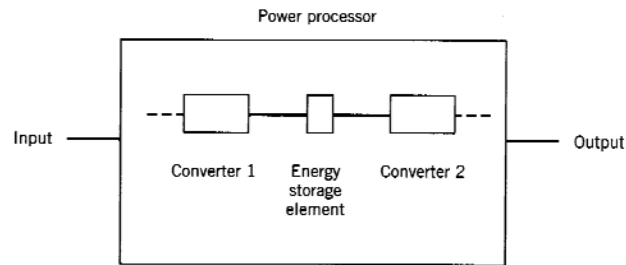 Power processor
Input
Output
Converter 1
Energy
storage
element
Converter 2